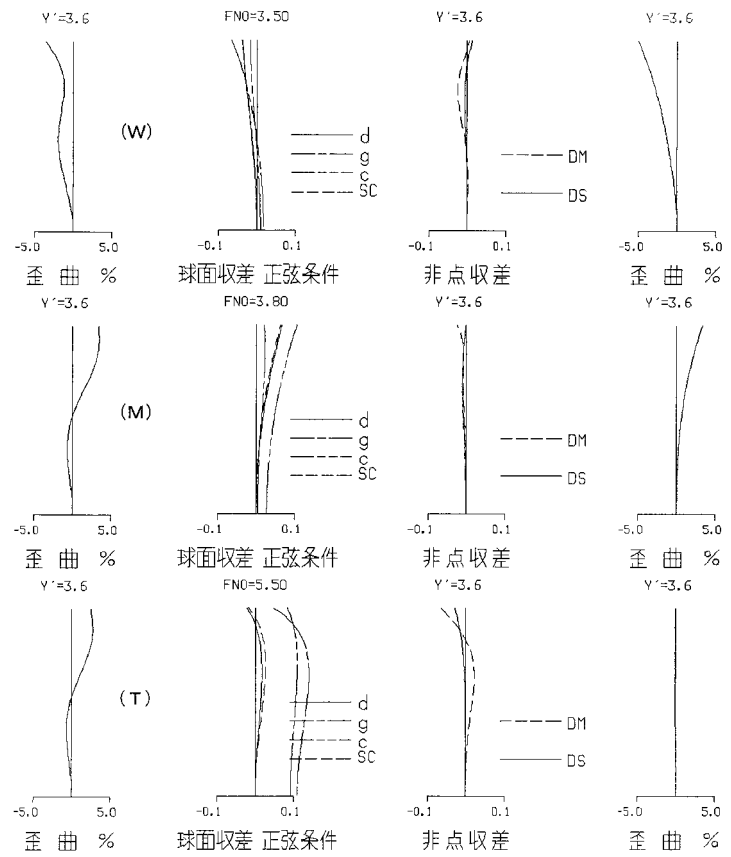 Y´=3.6 FNO=3.50 Y´=3.6 Y´=3.6
(W)
d
g
c
SC
DM
DS
-5.0 5.0 -0.1 0.1 -0.1 0.1 -5.0 5.0
歪 曲 % 球面収差 正弦条件 非点収差 歪 曲 %
Y´=3.6 FNO=3.80 Y´=3.6 Y´=3.6
(M)
d
g
c
SC
DM
DS
-5.0 5.0 -0.1 0.1 -0.1 0.1 -5.0 5.0
歪 曲 % 球面収差 正弦条件 非点収差 歪 曲 %
Y´=3.6 FNO=5.50 Y´=3.6 Y´=3.6
(T)
d
g
c
SC
DM
DS
-5.0 5.0 -0.1 0.1 -0.1 0.1 -5.0 5.0
歪 曲 % 球面収差 正弦条件 非点収差 歪 曲 %